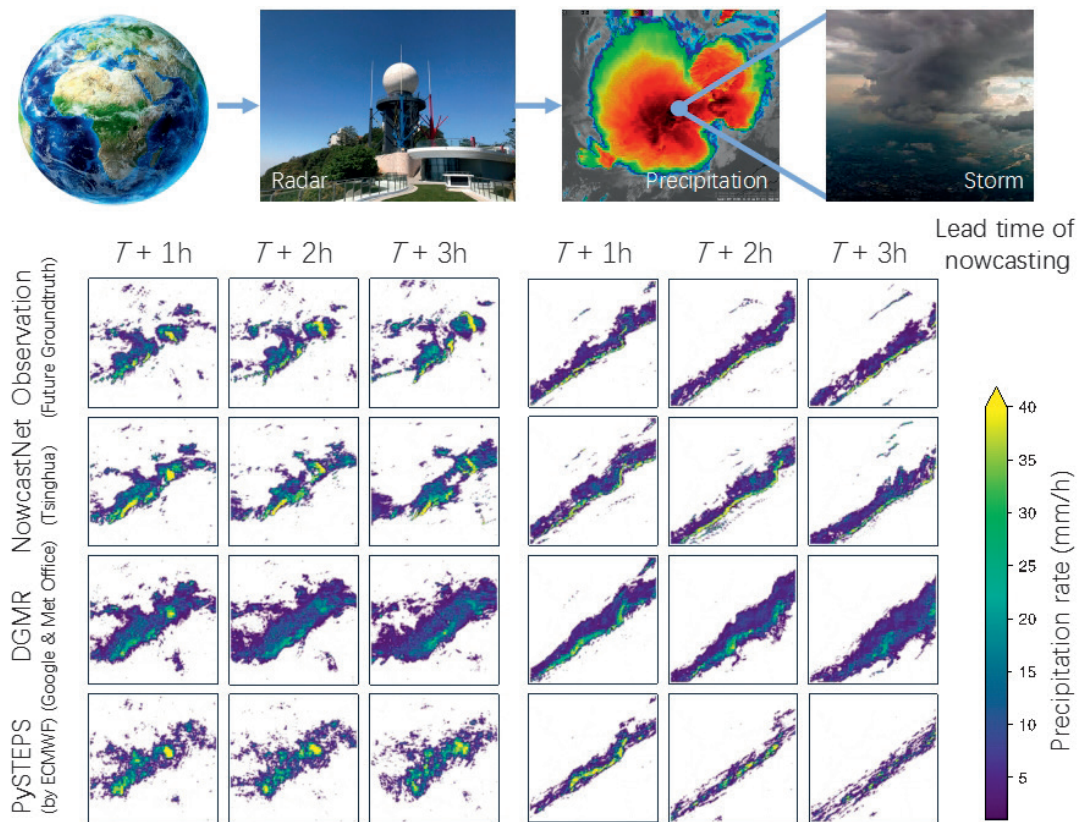 Radar
Precipitation
Storm
T + 1h
T + 2h
T + 3h
T + 1h
T + 2h
T + 3h
Lead time of
nowcasting
Observation
(Future Groundtruth)
NowcastNet
(Tsinghua)
DGMR
(Google & Met Office)
PySTEPS
(by ECMWF)
40
35
30
25
20
15
10
5
Precipitation rate (mm/h)